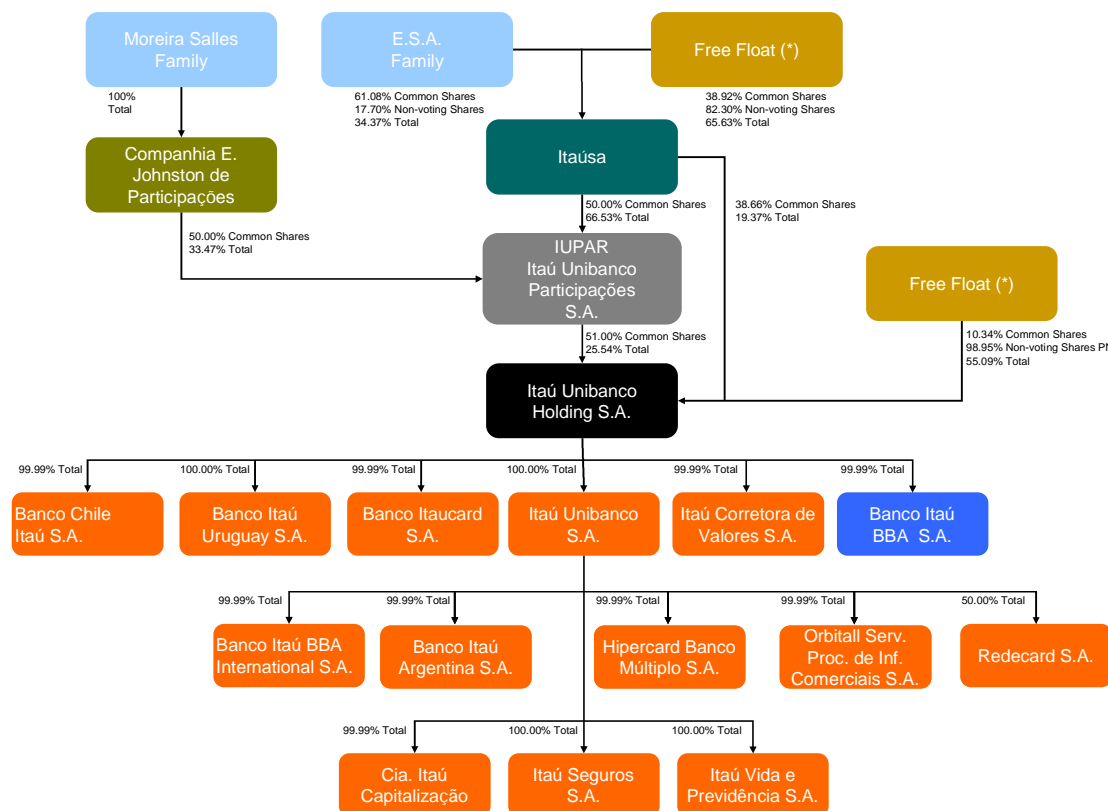 Moreira Salles
Family
E.S.A.
Family
Free Float (*)
100%
Total
61.08% Common Shares
17.70% Non-voting Shares
34.37% Total
38.92% Common Shares
82.30% Non-voting Shares
65.63% Total
Companhia E.
Johnston de
Participações
Itaúsa
50.00% Common Shares
66.53% Total
38.66% Common Shares
19.37% Total
50.00% Common Shares
33.47% Total
IUPAR
Itaú Unibanco
Participações
S.A.
Free Float (*)
51.00% Common Shares
25.54% Total
10.34% Common Shares
98.95% Non-voting Shares PN
55.09% Total
Itaú Unibanco
Holding S.A.
99.99% Total
100.00% Total
99.99% Total
100.00% Total
99.99% Total
99.99% Total
Banco Chile
Itaú S.A.
Banco Itaú
Uruguay S.A.
Banco Itaucard
S.A.
Itaú Unibanco
S.A.
Itaú Corretora de
Valores S.A.
Banco Itaú
BBA S.A.
99.99% Total
99.99% Total
99.99% Total
99.99% Total
50.00% Total
Banco Itaú BBA
International S.A.
Banco Itaú
Argentina S.A.
Hipercard Banco
Múltiplo S.A.
Orbitall Serv.
Proc. de Inf.
Comerciais S.A.
Redecard S.A.
99.99% Total
100.00% Total
100.00% Total
Cia. Itaú
Capitalização
Itaú Seguros
S.A.
Itaú Vida e
Previdência S.A.